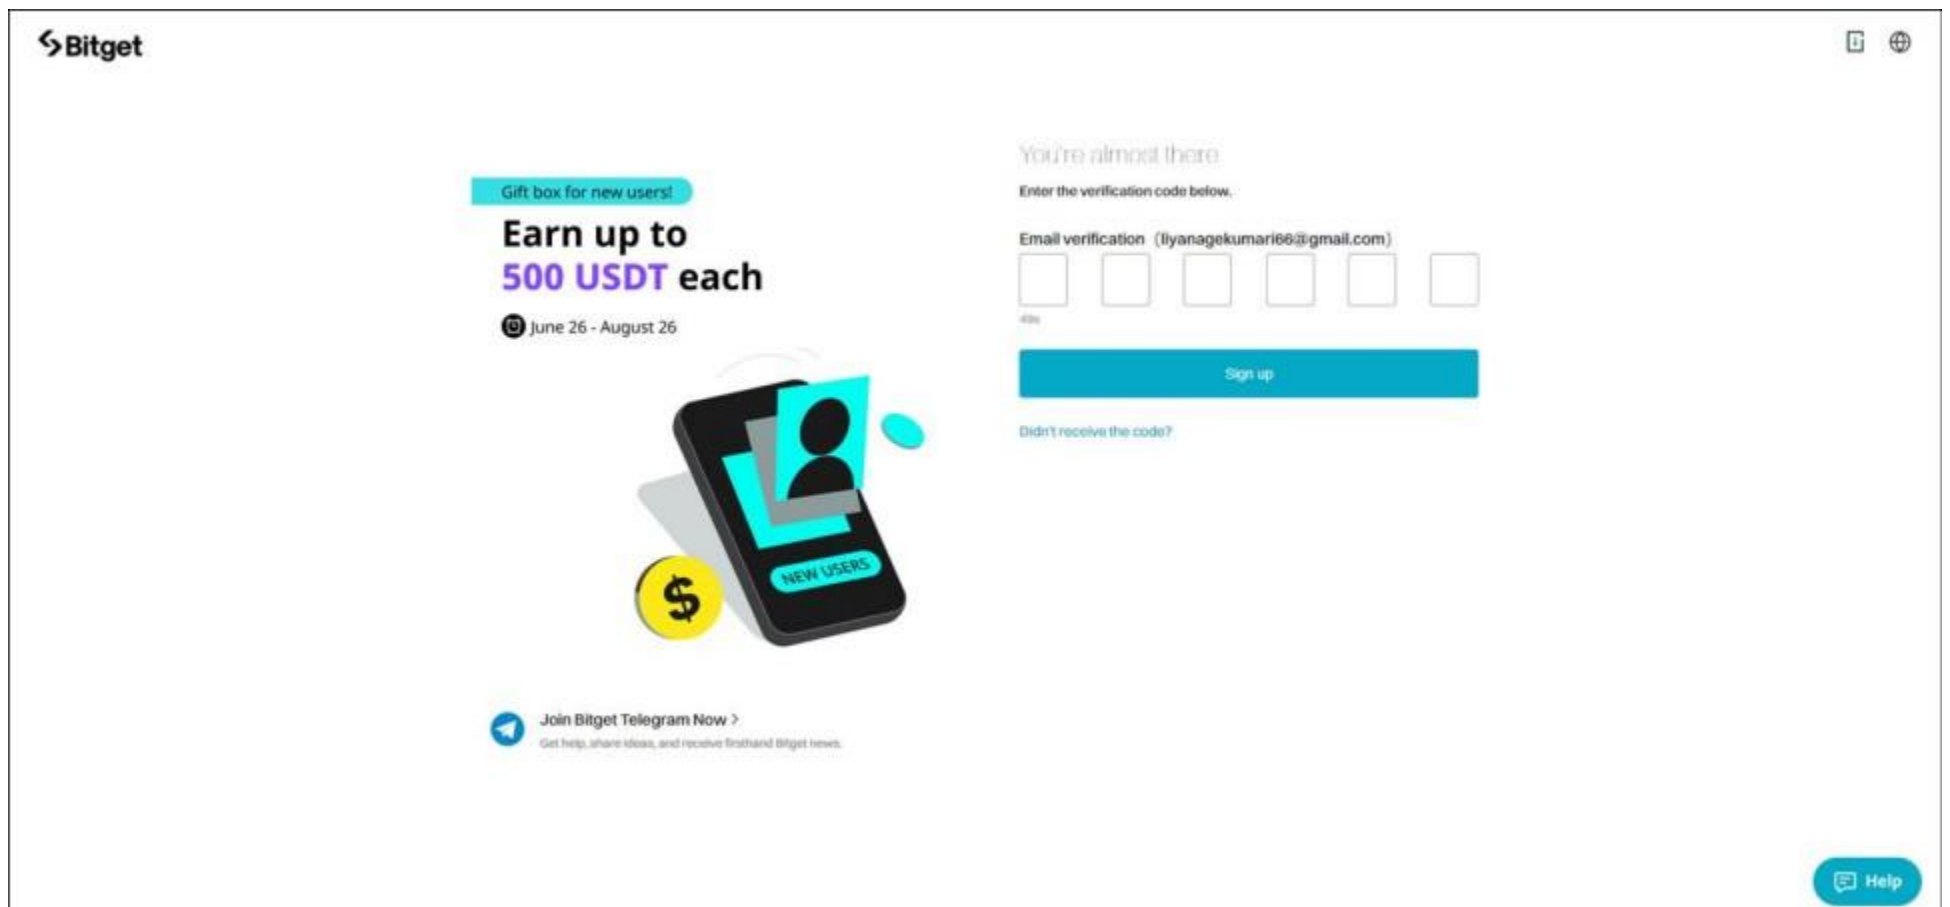 Bitget
Gift box for new users!
Earn up to
500 USDT each
June 26 - August 26
NEW USERS
$
Join Bitget Telegram Now >
Get help, share ideas, and receive firsthand Bitget news.
You're almost there
Enter the verification code below.
Email verification (liyanagekumari66@gmail.com)
49s
Sign up
Didn't receive the code?
Help